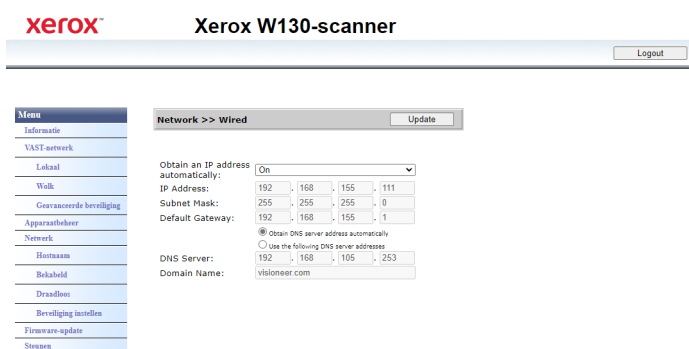 xerox™
Xerox W130-scanner
Logout
Menu
Informatie
VAST-netwerk
Lokaal
Wolk
Geavanceerde beveiliging
Apparaatbeheer
Netwerk
Hostnaam
Bekabeld
Draadloos
Beveiliging instellen
Firmware-update
Steunen
Network >> Wired
Update
Obtain an IP address automatically: On
IP Address: 192 . 168 . 155 . 111
Subnet Mask: 255 . 255 . 255 . 0
Default Gateway: 192 . 168 . 155 . 1
Obtain DNS server address automatically
Use the following DNS server addresses
DNS Server: 192 . 168 . 105 . 253
Domain Name: visioneer.com